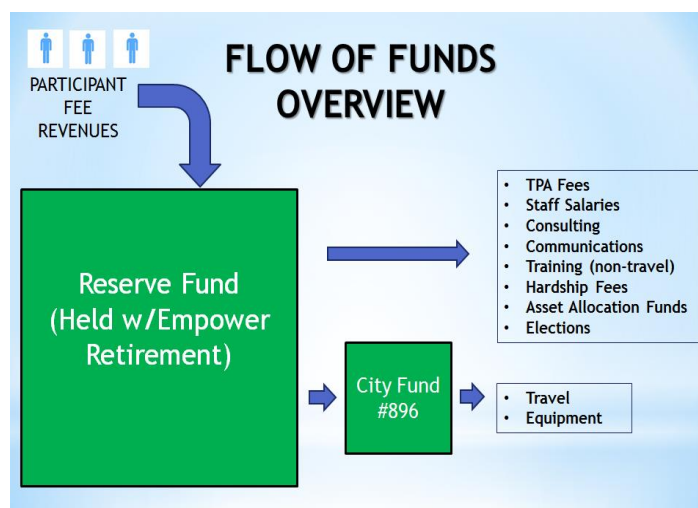 FLOW OF FUNDS
OVERVIEW
PARTICIPANT
FEE
REVENUES
Reserve Fund
(Held w/Empower
Retirement)
• TPA Fees
• Staff Salaries
• Consulting
• Communications
• Training (non-travel)
• Hardship Fees
• Asset Allocation Funds
• Elections
City Fund
#896
• Travel
• Equipment